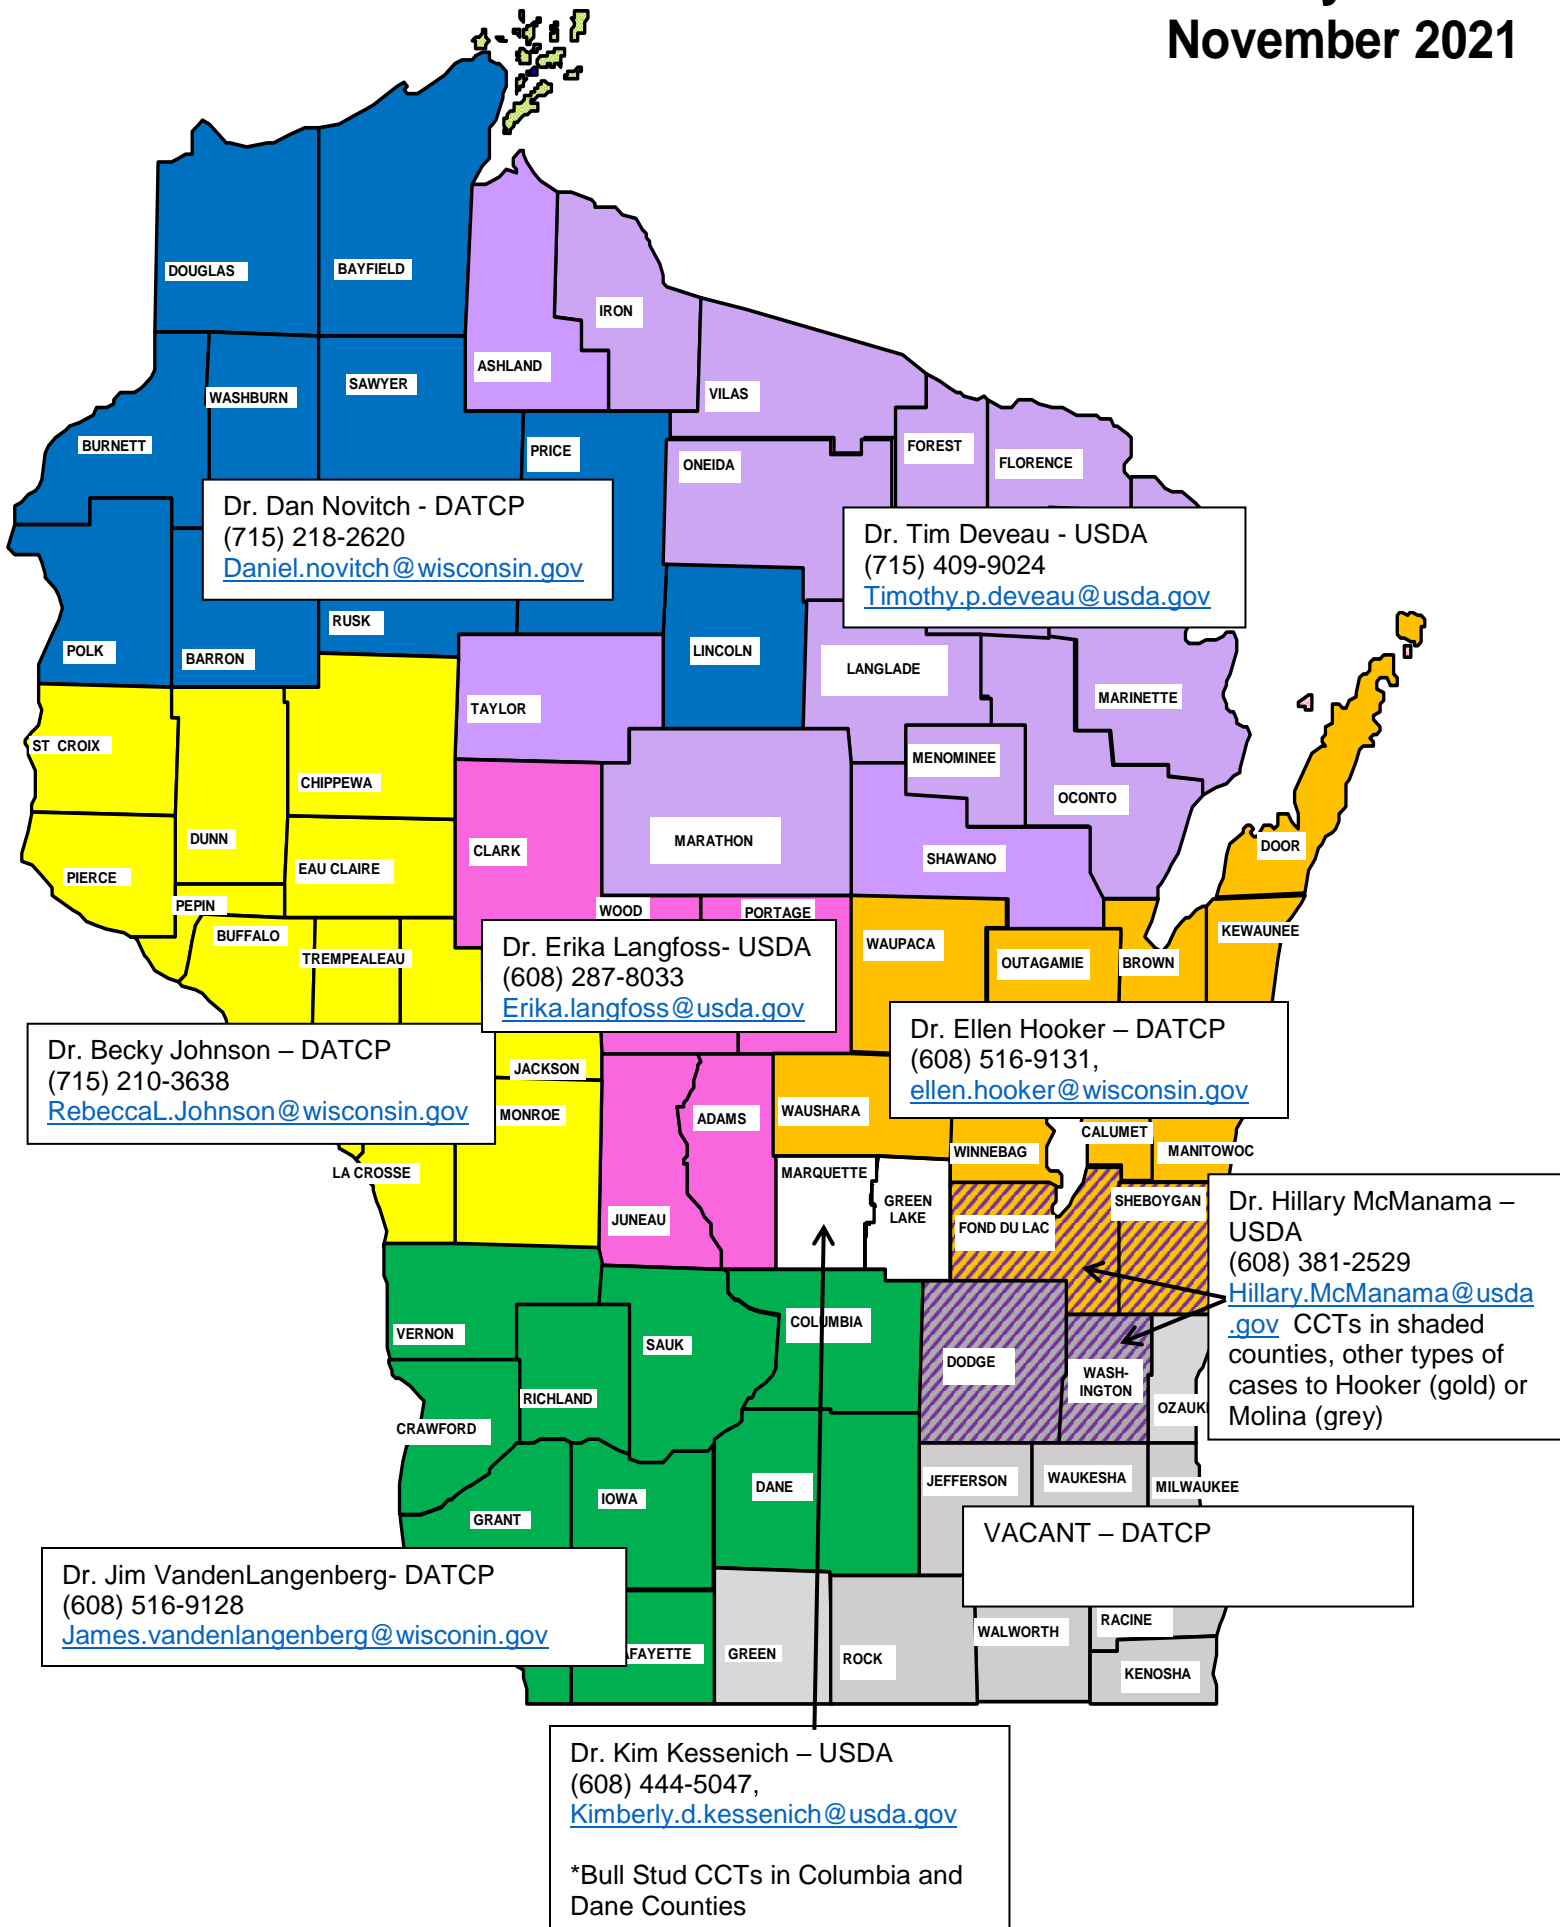 November 2021
DOUGLAS
BAYFIELD
IRON
ASHLAND
VILAS
WASHBURN
SAWYER
BURNETT
PRICE
ONEIDA
FOREST
FLORENCE
Dr. Dan Novitch - DATCP
(715) 218-2620
Daniel.novitch@wisconsin.gov
Dr. Tim Deveau - USDA
(715) 409-9024
Timothy.p.deveau@usda.gov
RUSK
POLK
BARRON
LINCOLN
LANGLADE
MARINETTE
TAYLOR
ST CROIX
CHIPPEWA
MENOMINEE
OCONTO
DUNN
CLARK
MARATHON
SHAWANO
DOOR
PIERCE
EAU CLAIRE
PEPIN
WOOD
PORTAGE
BUFFALO
TREMPEALEAU
WAUPACA
OUTAGAMIE
BROWN
KEWAUNEE
Dr. Erika Langfoss- USDA
(608) 287-8033
Erika.langfoss@usda.gov
Dr. Ellen Hooker – DATCP
(608) 516-9131,
ellen.hooker@wisconsin.gov
Dr. Becky Johnson – DATCP
(715) 210-3638
RebeccaL.Johnson@wisconsin.gov
JACKSON
MONROE
ADAMS
WAUSHARA
CALUMET
WINNEBAG
MANITOWOC
LA CROSSE
MARQUETTE
GREEN
LAKE
JUNEAU
FOND DU LAC
SHEBOYGAN
Dr. Hillary McManama –
USDA
(608) 381-2529
Hillary.McManama@usda
.gov CCTs in shaded
counties, other types of
cases to Hooker (gold) or
Molina (grey)
VERNON
SAUK
COLUMBIA
DODGE
WASH-
INGTON
RICHLAND
OZAUK
CRAWFORD
GRANT
IOWA
DANE
JEFFERSON
WAUKESHA
MILWAUKEE
VACANT – DATCP
Dr. Jim VandenLangenberg- DATCP
(608) 516-9128
James.vandenlangenberg@wisconin.gov
AFAYETTE
GREEN
ROCK
WALWORTH
RACINE
KENOSHA
Dr. Kim Kessenich – USDA
(608) 444-5047,
Kimberly.d.kessenich@usda.gov
*Bull Stud CCTs in Columbia and
Dane Counties